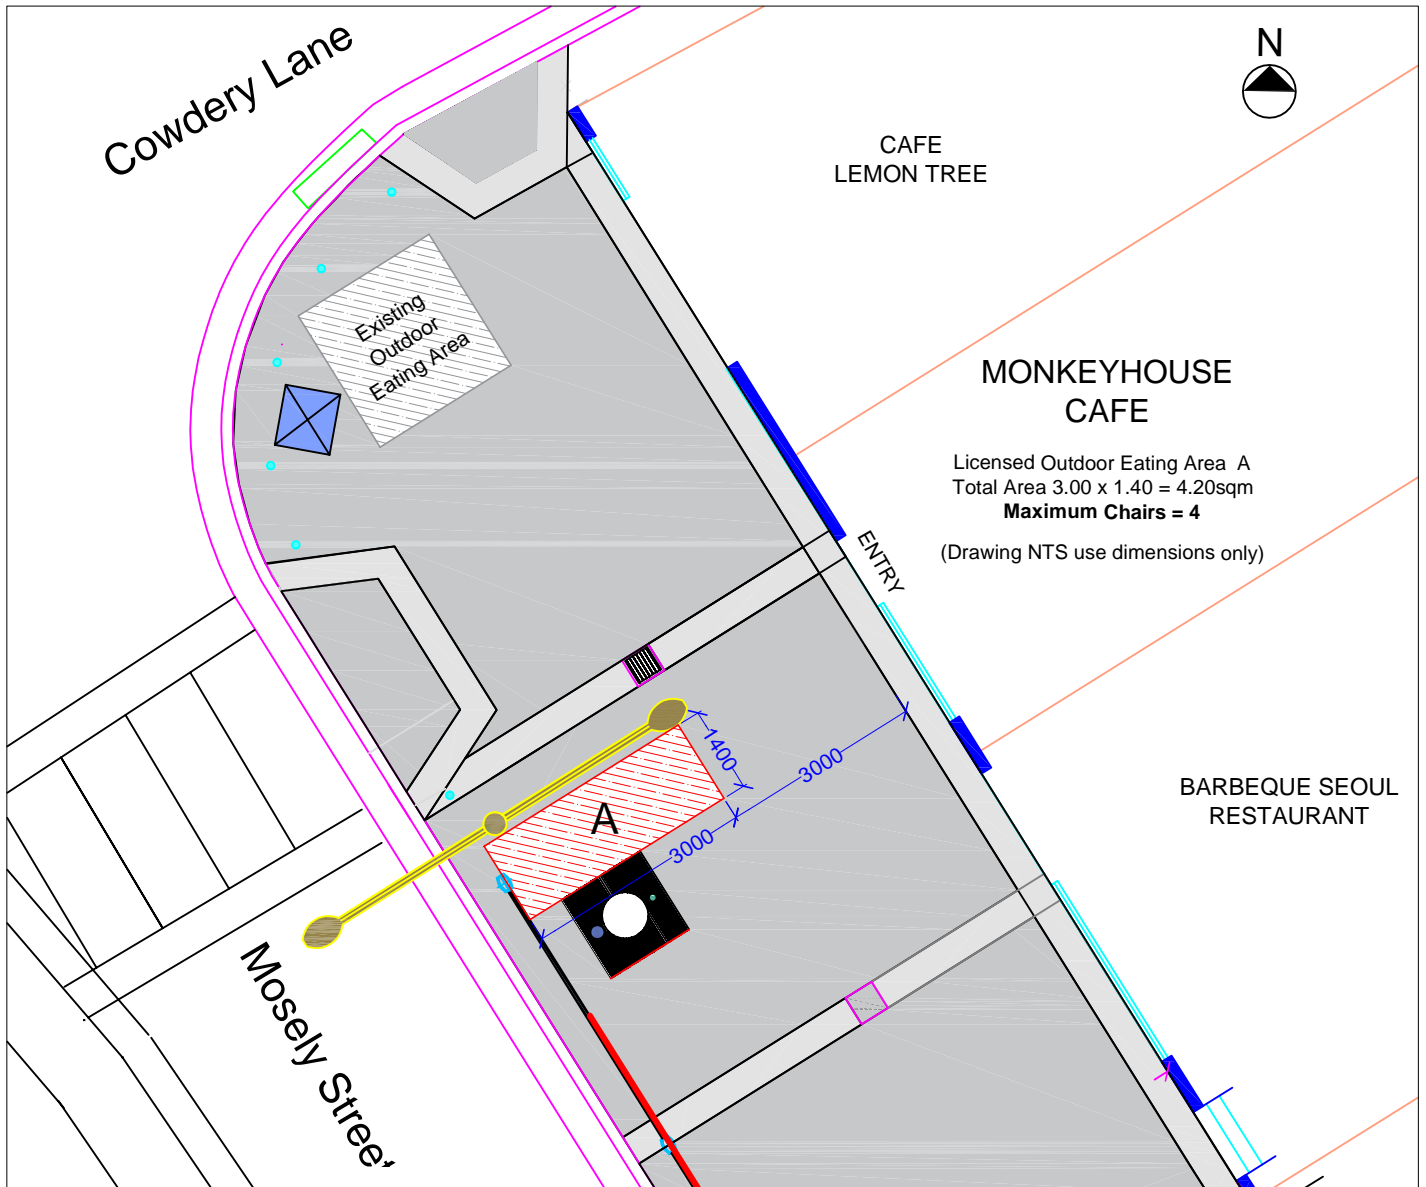 Cowdery Lane
N
CAFE
LEMON TREE
Existing
Outdoor
Eating Area
MONKEYHOUSE
CAFE
Licensed Outdoor Eating Area A
Total Area 3.00 x 1.40 = 4.20sqm
Maximum Chairs = 4
(Drawing NTS use dimensions only)
ENTRY
1400
3000
A
3000
BARBEQUE SEOUL
RESTAURANT
Mosely Street